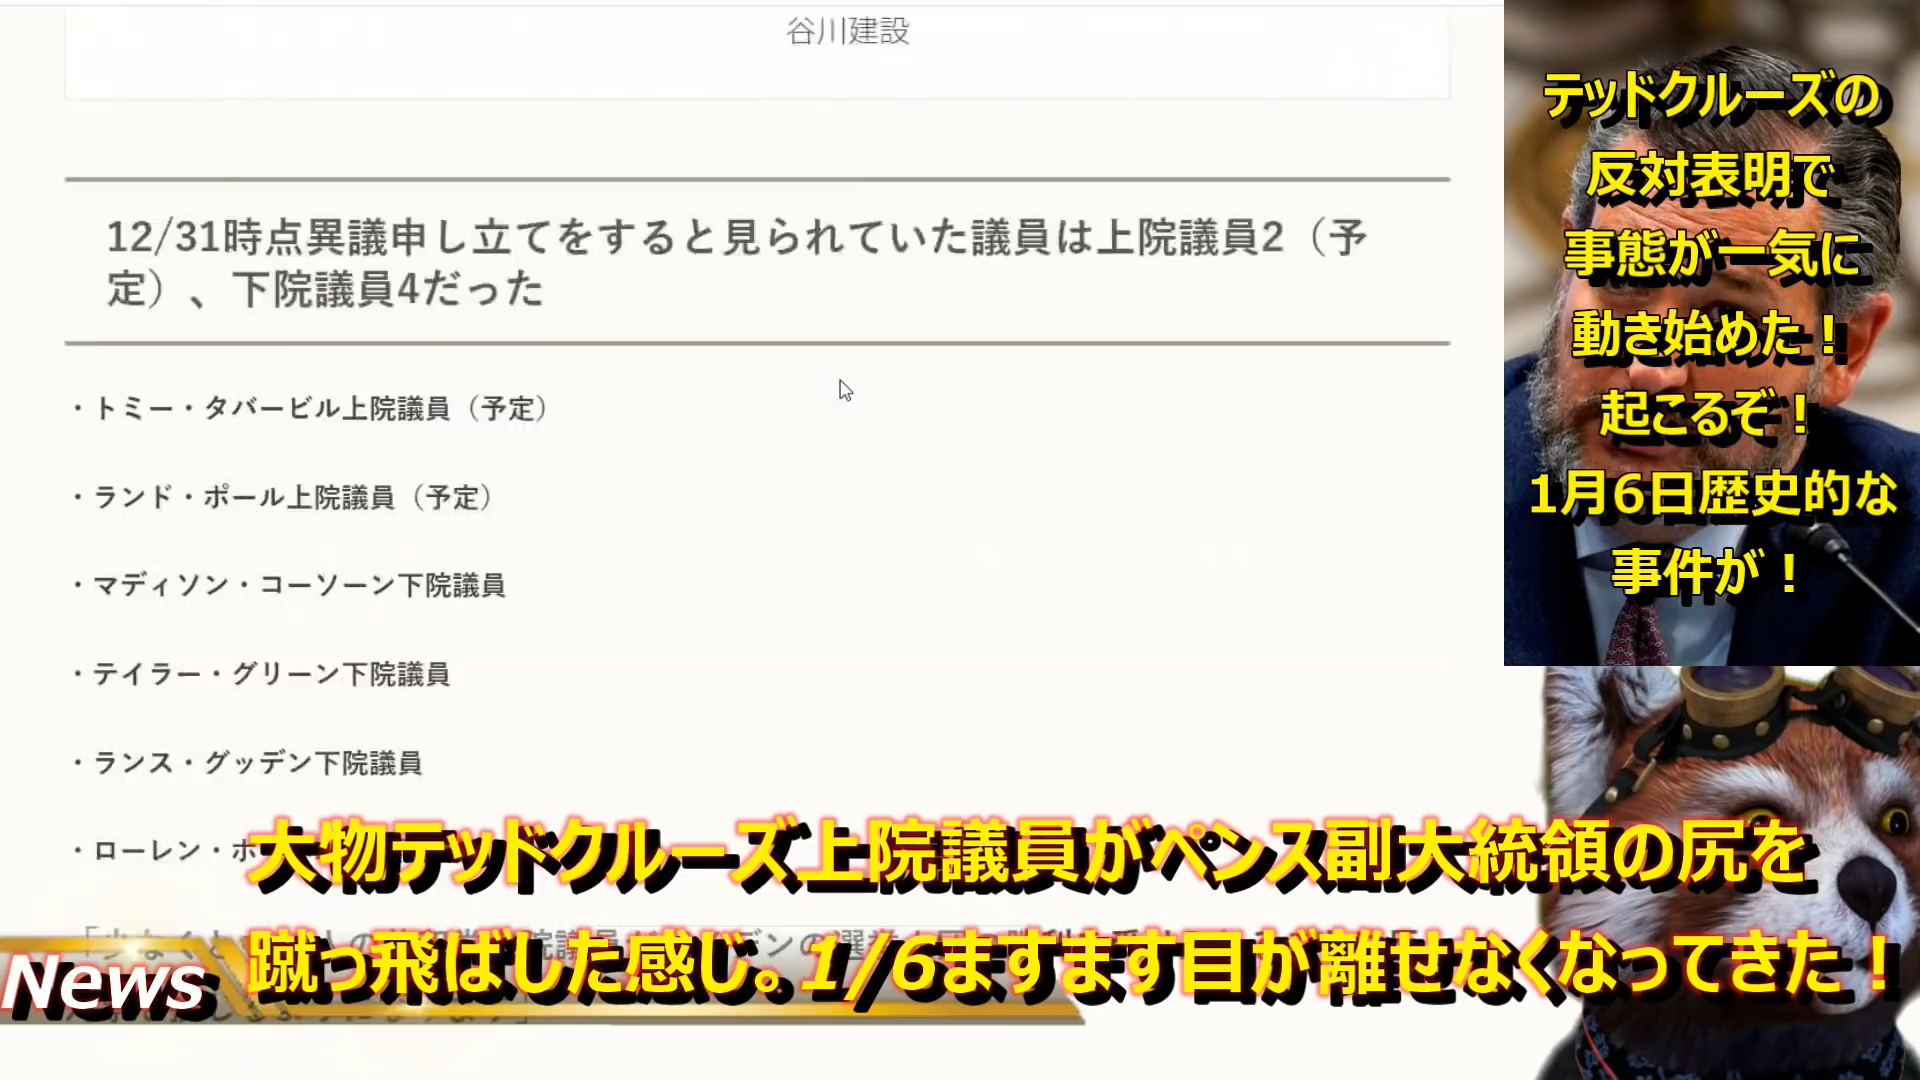 谷川建設
12/31時点異議申し立てをすると見られていた議員は上院議員2（予
定）、下院議員4だった
・トミー・タバービル上院議員（予定）
・ランド・ポール上院議員（予定）
・マディソン・コーソーン下院議員
・テイラー・グリーン下院議員
・ランス・グッデン下院議員
・ローレン・ボ
テッドクルーズの
反対表明で
事態が一気に
動き始めた！
起こるぞ！
1月6日歴史的な
事件が！
大物テッドクルーズ上院議員がペンス副大統領の尻を
蹴っ飛ばした感じ。1/6ますます目が離せなくなってきた！
News